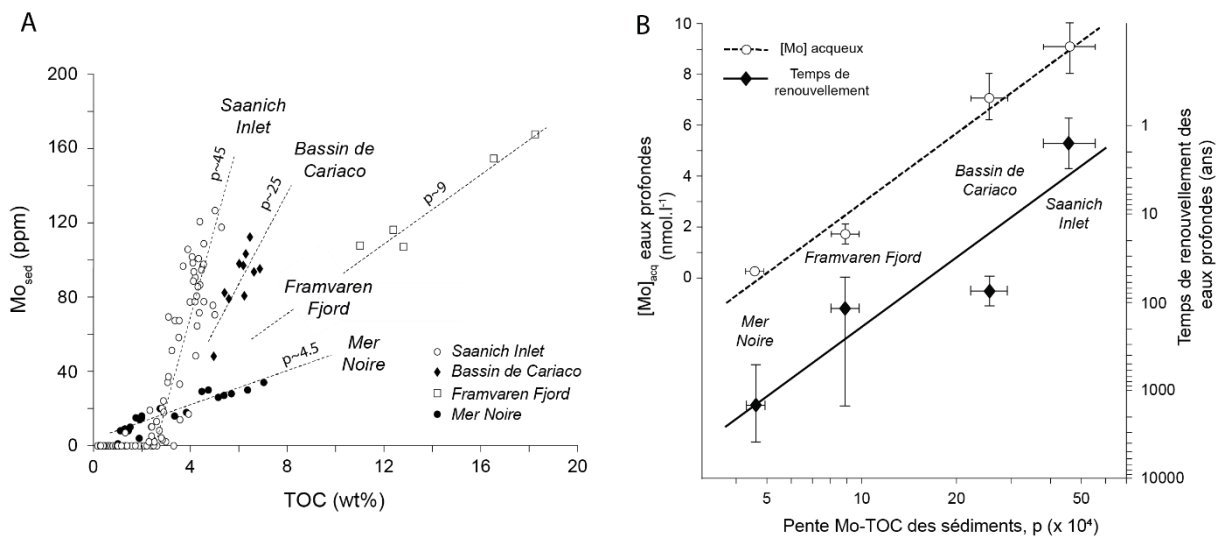 A
Mo_sed (ppm)
200
160
120
80
40
0
0
4
8
12
16
20
TOC (wt%)
Saanich
Inlet
p~45
Bassin de
Cariaco
p~25
p~9
Framvaren
Fjord
Mer
Noire
p~4.5
Saanich Inlet
Bassin de Cariaco
Framvaren Fjord
Mer Noire
B
[Mo]acq eaux profondes
(nmol.l⁻¹)
10
8
6
4
2
0
[Mo] acqueux
Temps de
renouvellement
Mer
Noire
Framvaren Fjord
Bassin de
Cariaco
Saanich
Inlet
1
10
100
1000
10000
Temps de renouvellement des
eaux profondes (ans)
5
10
20
50
Pente Mo-TOC des sédiments, p (x 10⁴)